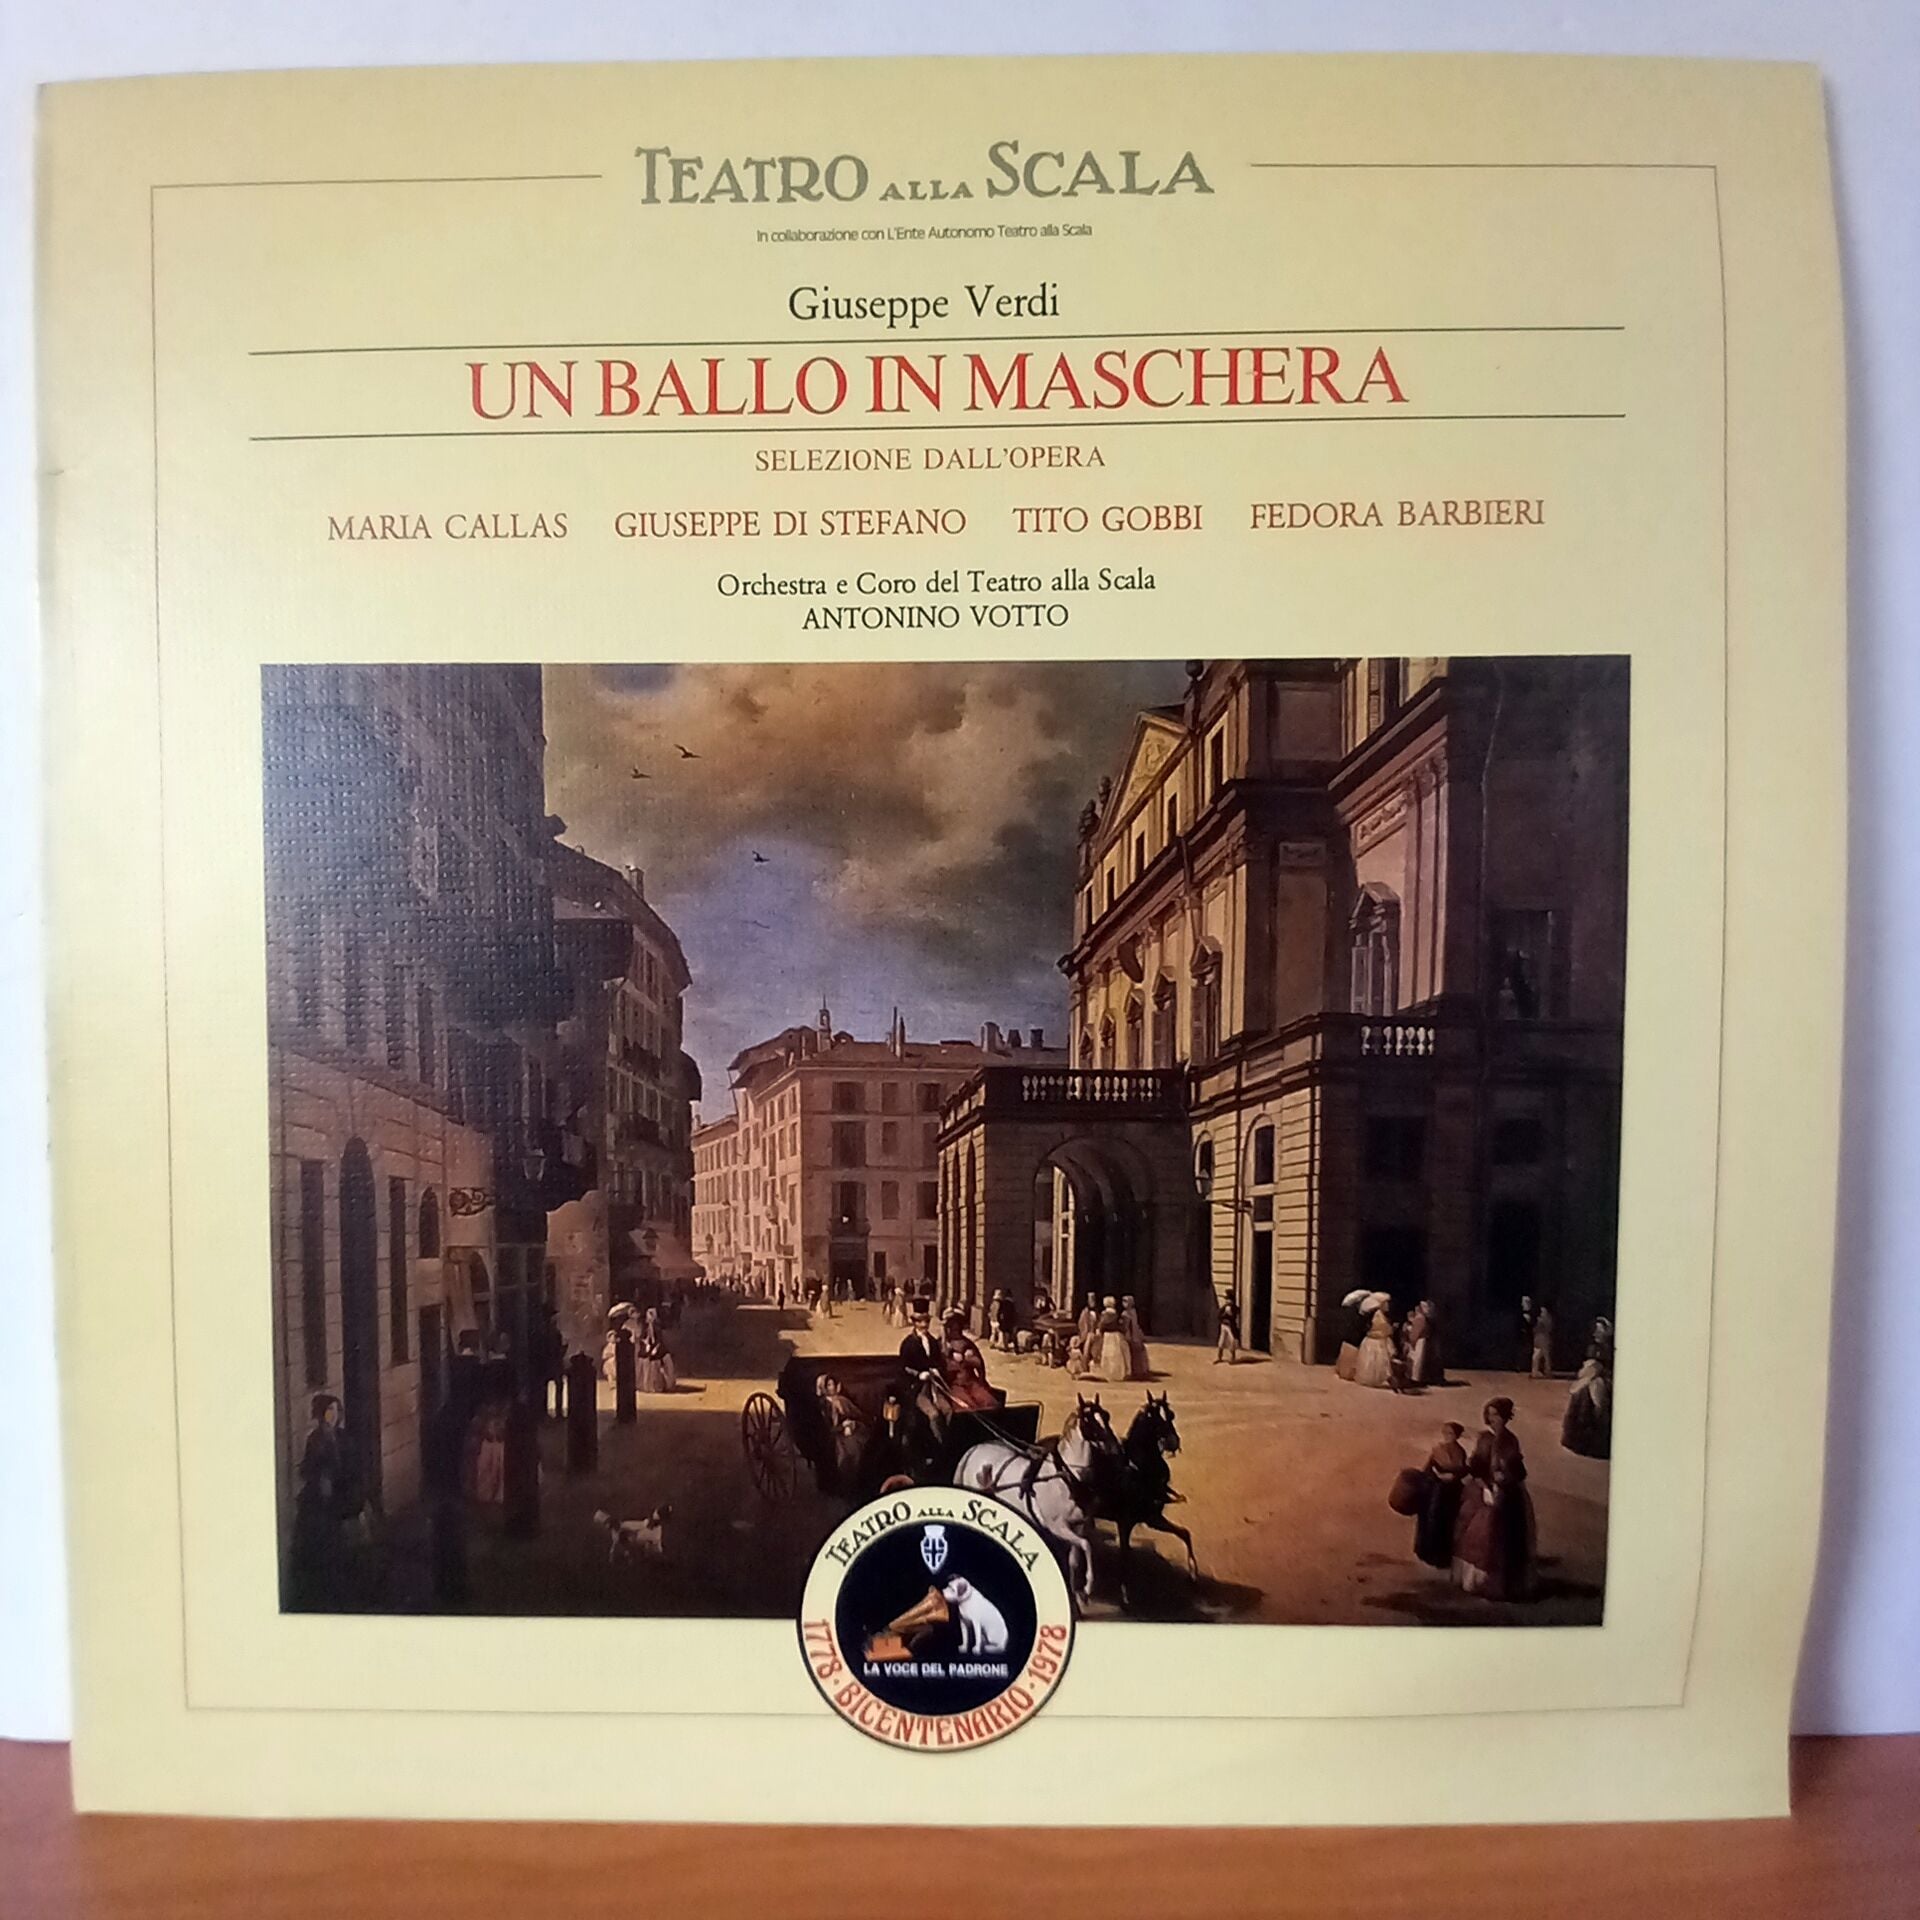 TEATRO ALLA SCALA
In collaborazione con L'Ente Autonomo Teatro alla Scala
Giuseppe Verdi
UN BALLO IN MASCHERA
SELEZIONE DALL'OPERA
MARIA CALLAS GIUSEPPE DI STEFANO TITO GOBBI FEDORA BARBIERI
Orchestra e Coro del Teatro alla Scala
ANTONINO VOTTO
TEATRO ALLA SCALA
LA VOCE DEL PADRONE
1778 · BICENTENARIO · 1978